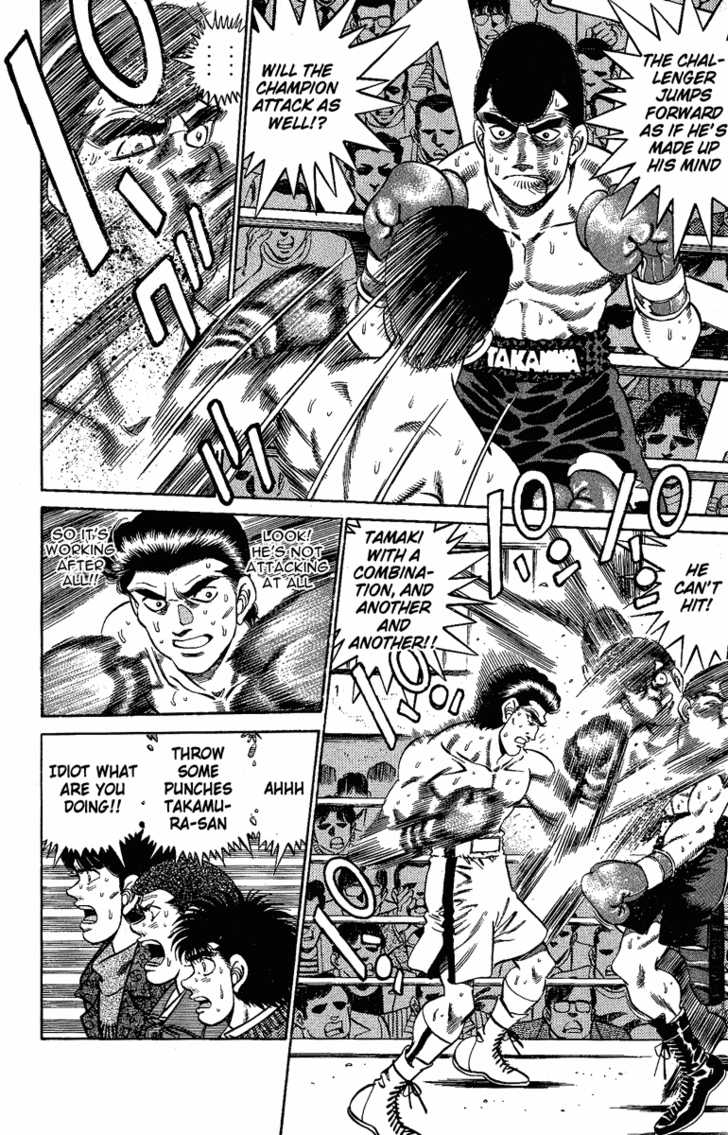 THE CHAL-
LENGER
JUMPS
FORWARD
AS IF HE'S
MADE UP
HIS MIND
WILL THE
CHAMPION
ATTACK AS
WELL!?
TAKAMURA
HE
CAN'T
HIT!
TAMAKI
WITH A
COMBINA-
TION, AND
ANOTHER
AND
ANOTHER!!
LOOK!
HE'S NOT
ATTACKING
AT ALL
SO IT'S
WORKING
AFTER
ALL!!
AHHH
THROW
SOME
PUNCHES
TAKAMU-
RA-SAN
IDIOT WHAT
ARE YOU
DOING!!